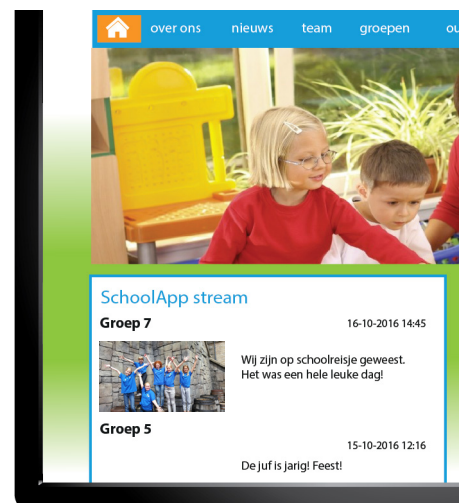 over ons nieuws team groepen ou
SchoolApp stream
Groep 7
16-10-2016 14:45
Wij zijn op schoolreisje geweest.
Het was een hele leuke dag!
Groep 5
15-10-2016 12:16
De juf is jarig! Feest!